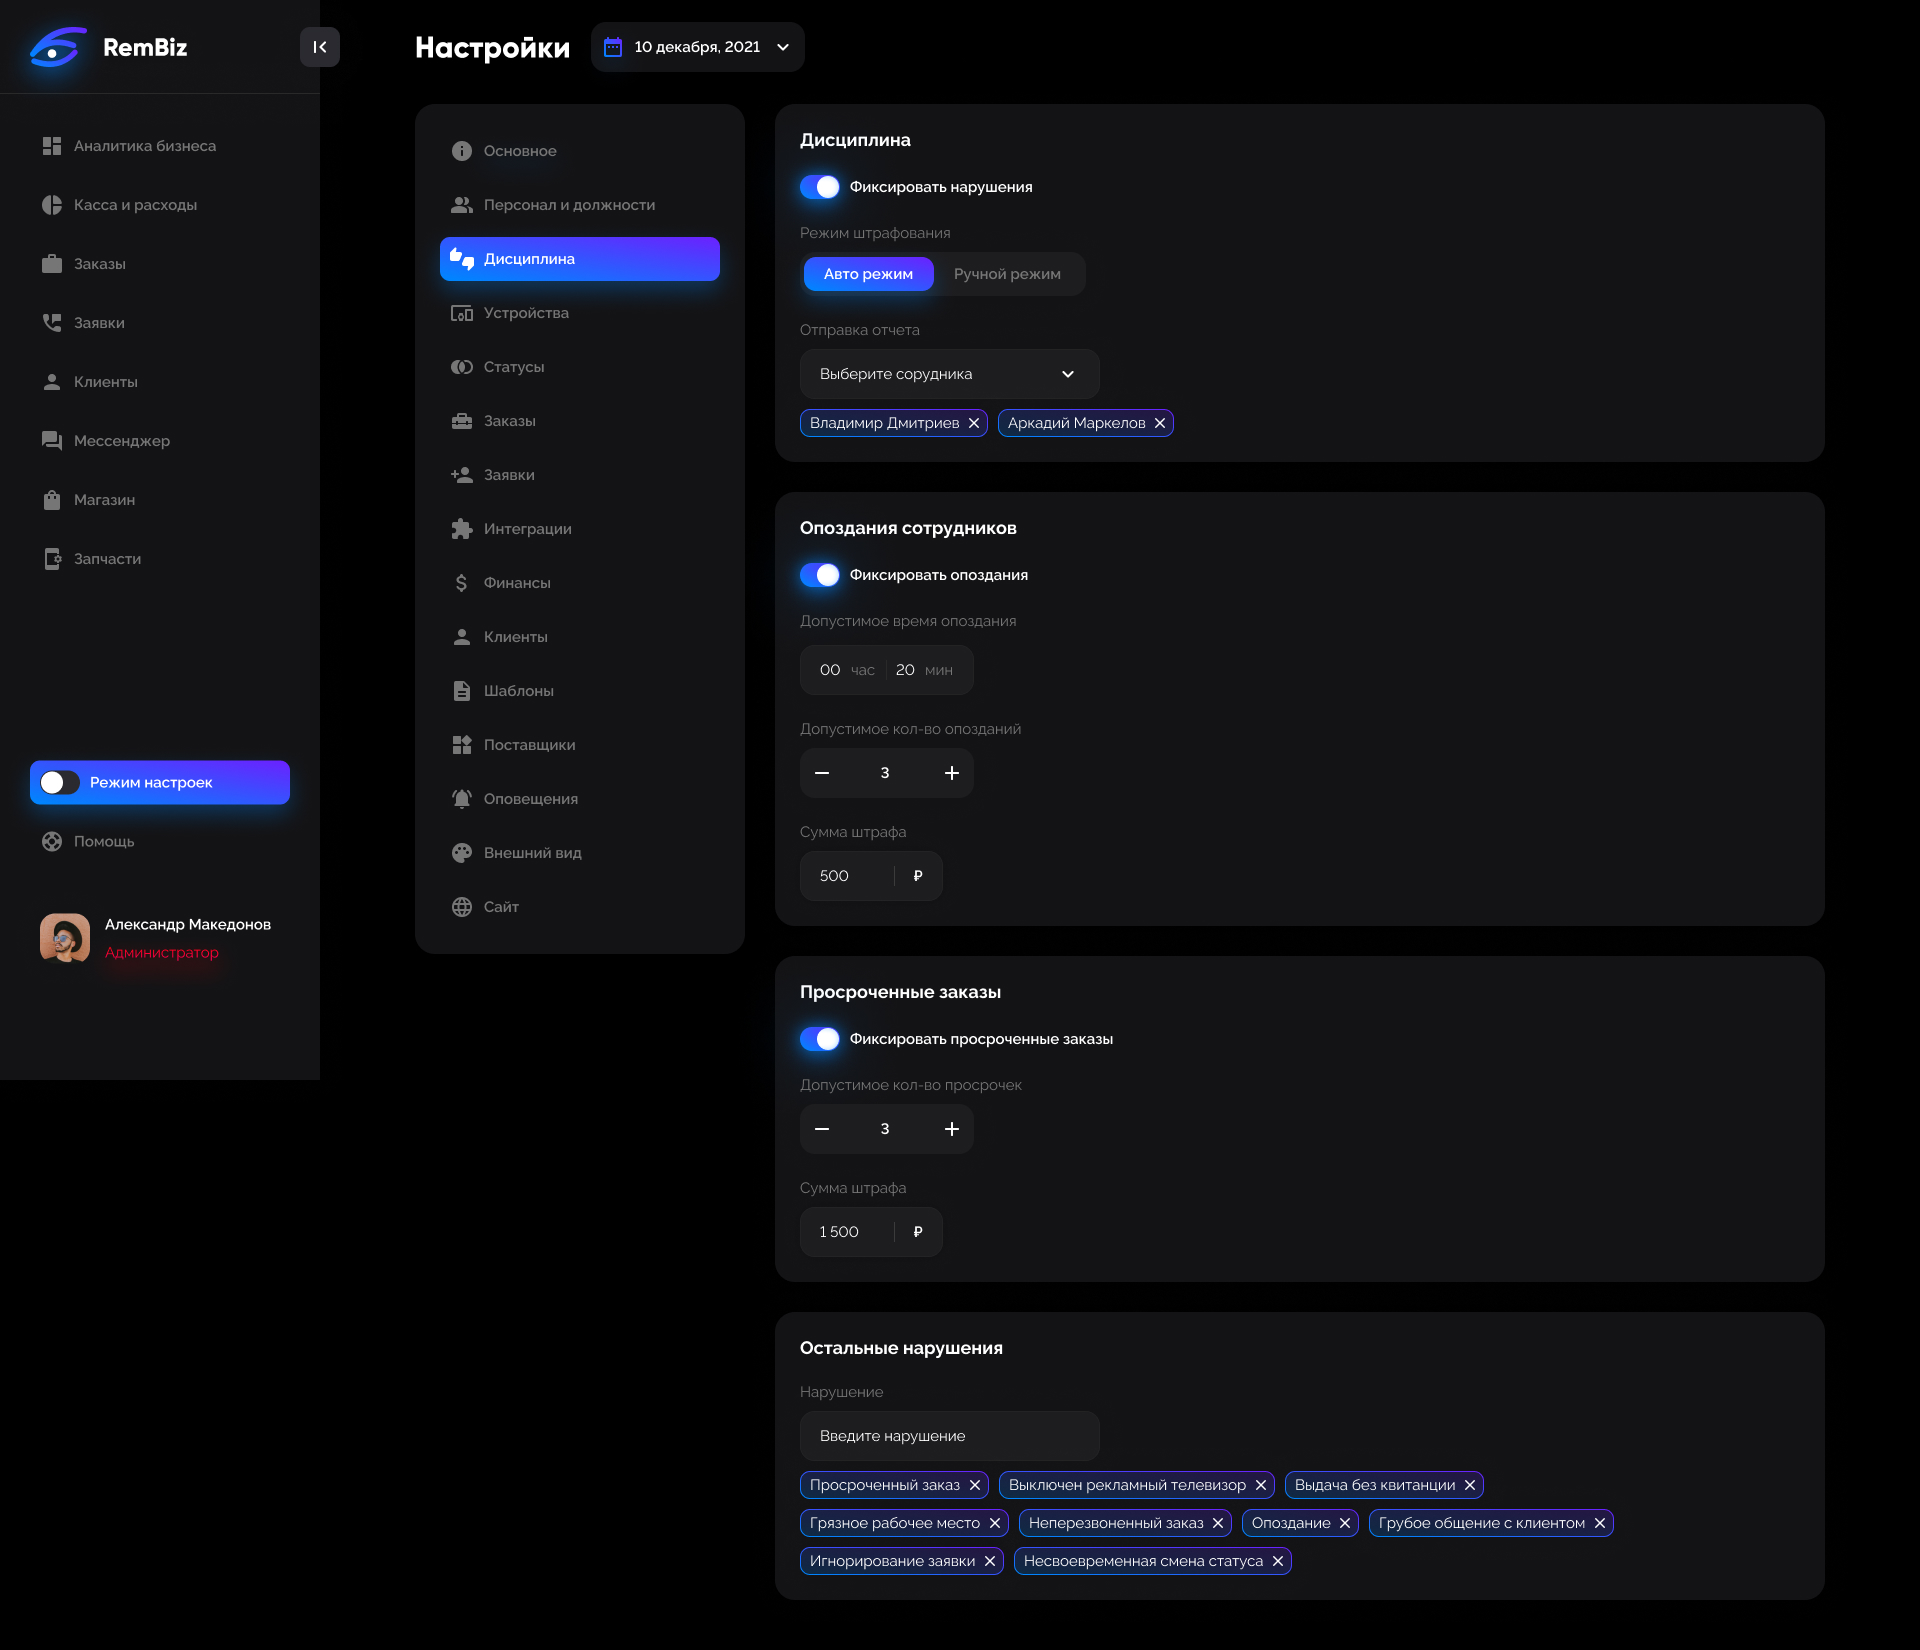 RemBiz
Аналитика бизнеса
Касса и расходы
Заказы
Заявки
Клиенты
Мессенджер
Магазин
Запчасти
Режим настроек
Помощь
Александр Македонов
Администратор
Настройки
10 декабря, 2021
Основное
Персонал и должности
Дисциплина
Устройства
Статусы
Заказы
Заявки
Интеграции
Финансы
Клиенты
Шаблоны
Поставщики
Оповещения
Внешний вид
Сайт
Дисциплина
Фиксировать нарушения
Режим штрафования
Авто режим Ручной режим
Отправка отчета
Выберите сорудника
Владимир Дмитриев Аркадий Маркелов
Опоздания сотрудников
Фиксировать опоздания
Допустимое время опоздания
00 час 20 мин
Допустимое кол-во опозданий
3
Сумма штрафа
500 ₽
Просроченные заказы
Фиксировать просроченные заказы
Допустимое кол-во просрочек
3
Сумма штрафа
1 500 ₽
Остальные нарушения
Нарушение
Введите нарушение
Просроченный заказ Выключен рекламный телевизор Выдача без квитанции
Грязное рабочее место Неперезвоненный заказ Опоздание Грубое общение с клиентом
Игнорирование заявки Несвоевременная смена статуса